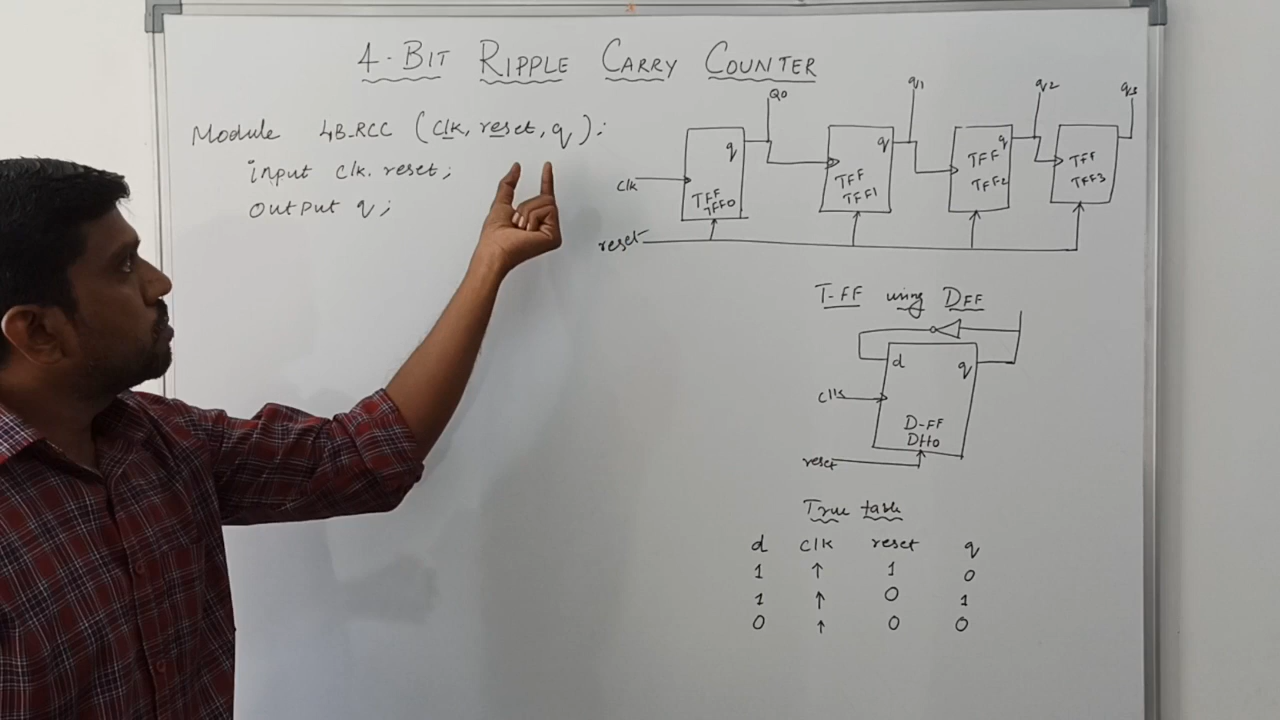 4-BIT RIPPLE CARRY COUNTER
Module 4B_RCC (clk, reset, q);
input clk. reset;
output q;
Q0
q1
q2
q3
q
q
q
clk
TFF
TFF0
TFF
TFF1
TFF
TFF2
TFF
TFF3
reset
T-FF using DFF
d
q
clk
D-FF
Dff0
reset
True table
d clk reset q
1 ↑ 1 0
1 ↑ 0 1
0 ↑ 0 0